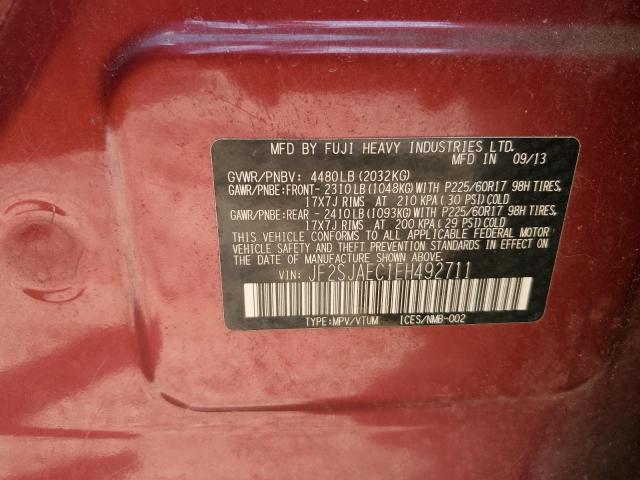 MFD BY FUJI HEAVY INDUSTRIES LTD.
MFD IN 09/13
GVWR/PNBV: 4480LB(2032KG)
GAWR/PNBE:FRONT- 2310LB(1048KG)WITH P225/60R17 98H TIRES,
17X7J RIMS AT 210 KPA(30 PSI)COLD
GAWR/PNBE:REAR - 2410LB(1093KG)WITH P225/60R17 98H TIRES,
17X7J RIMS AT 200 KPA(29 PSI)COLD
THIS VEHICLE CONFORMS TO ALL APPLICABLE FEDERAL MOTOR
VEHICLE SAFETY AND THEFT PREVENTION STANDARDS IN EFFECT
ON THE DATE OF MANUFACTURE SHOWN ABOVE.
VIN: JF2SJAEC1EH492711
TYPE:MPV/VTUM ICES/NMB-002